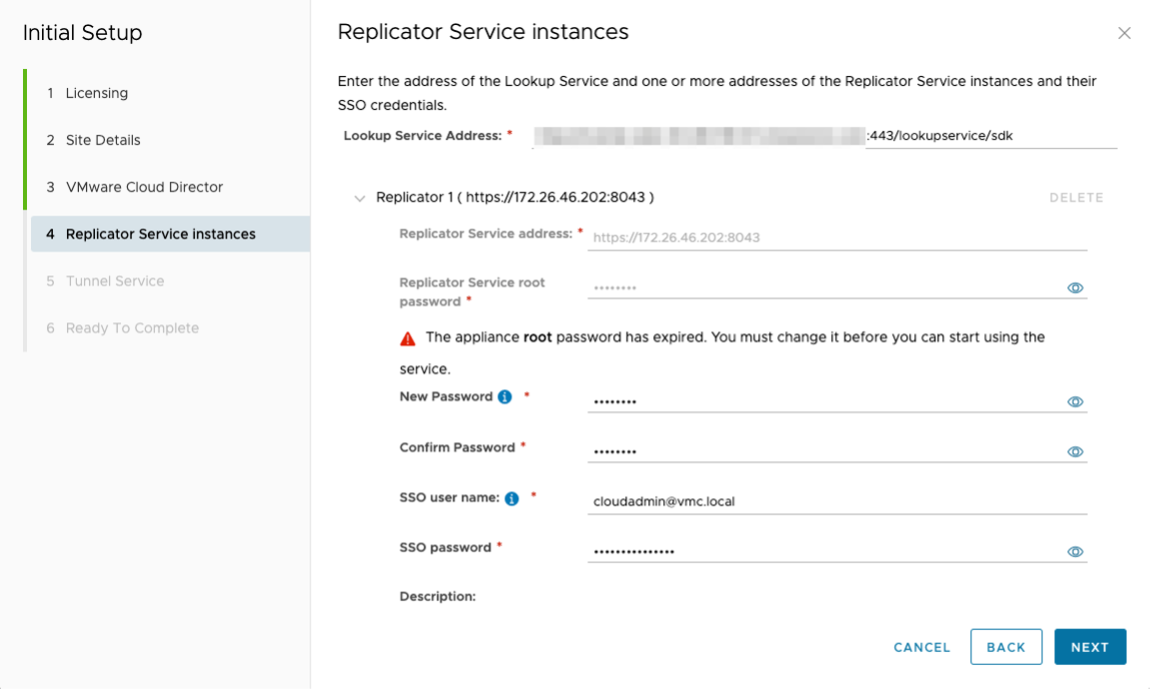 Initial Setup
1 Licensing
2 Site Details
3 VMware Cloud Director
4 Replicator Service instances
5 Tunnel Service
6 Ready To Complete
Replicator Service instances
Enter the address of the Lookup Service and one or more addresses of the Replicator Service instances and their
SSO credentials.
Lookup Service Address: * :443/lookupservice/sdk
Replicator 1 ( https://172.26.46.202:8043 ) DELETE
Replicator Service address: * https://172.26.46.202:8043
Replicator Service root
password * ••••••••
The appliance root password has expired. You must change it before you can start using the
service.
New Password * ••••••••
Confirm Password * ••••••••
SSO user name: * cloudadmin@vmc.local
SSO password * •••••••••••••••
Description:
CANCEL BACK NEXT